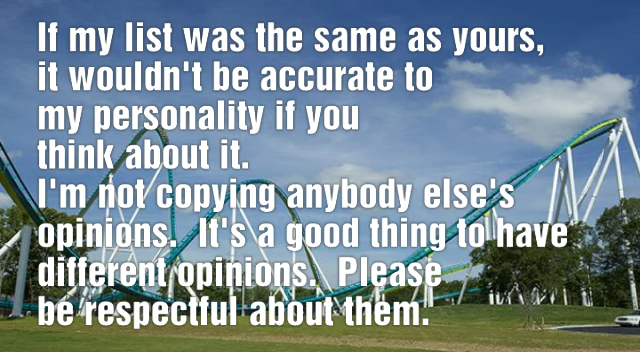 If my list was the same as yours,
it wouldn't be accurate to
my personality if you
think about it.
I'm not copying anybody else's
opinions.  It's a good thing to have
different opinions.  Please
be respectful about them.